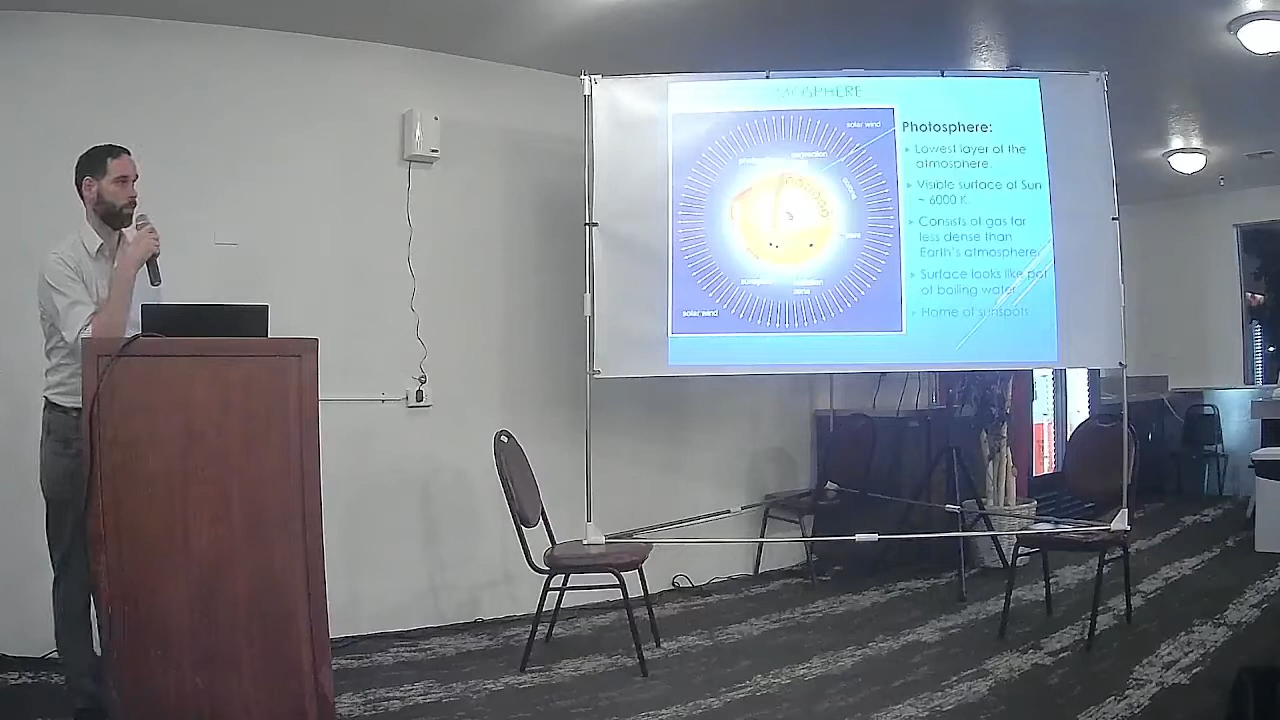 MOSPHERE
solar wind
Photosphere:
Lowest layer of the
atmosphere.
Visible surface of Sun
~ 6000 K.
Consists of gas far
less dense than
Earth's atmosphere.
Surface looks like pot
of boiling water.
Home of sunspots
solar wind